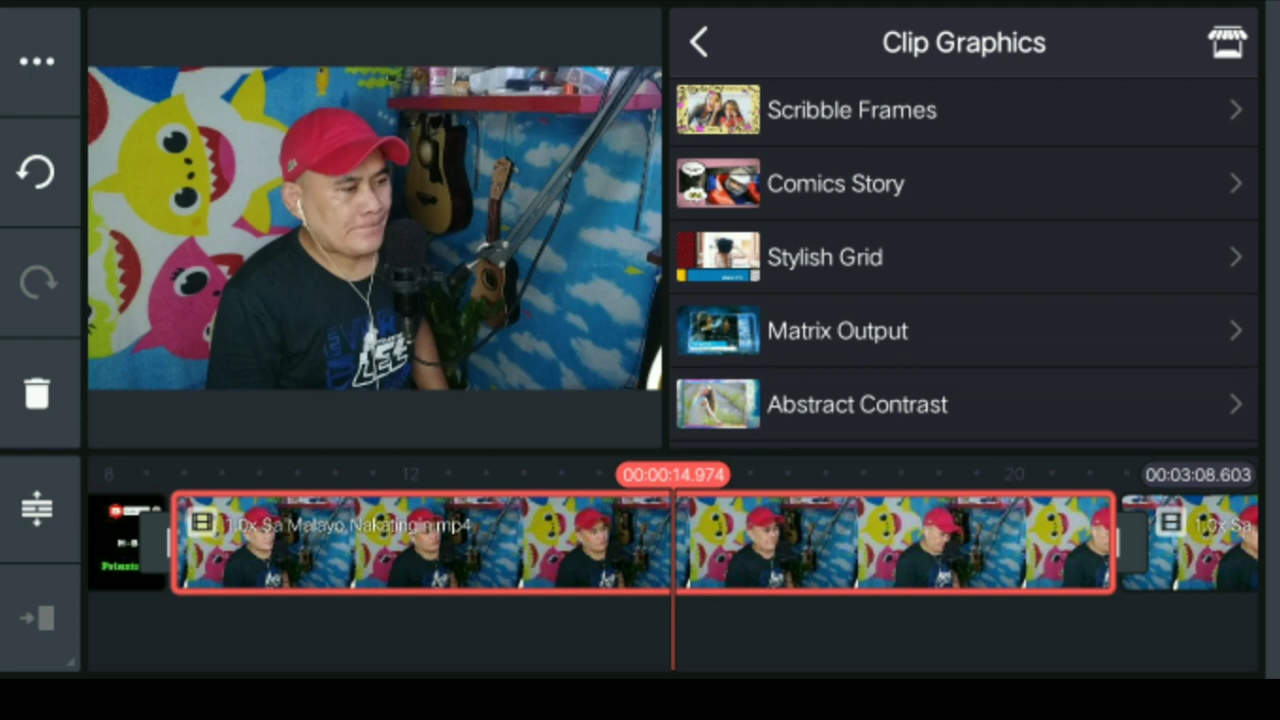 Clip Graphics
Scribble Frames
Comics Story
Stylish Grid
Matrix Output
Abstract Contrast
LEE
8
12
00:00:14.974
20
00:03:08.603
1.0x Sa Malayo Nakatingin.mp4
1.0x Sa